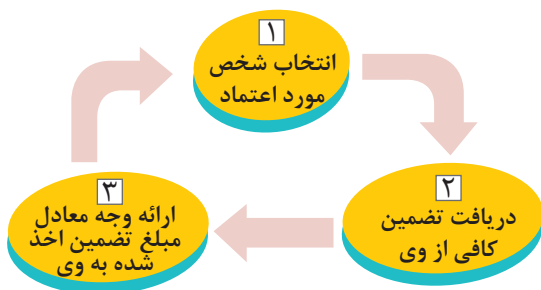 ۱
انتخاب شخص
مورد اعتماد
۲
دریافت تضمین
کافی از وی
۳
ارائه وجه معادل
مبلغ تضمین اخذ
شده به وی